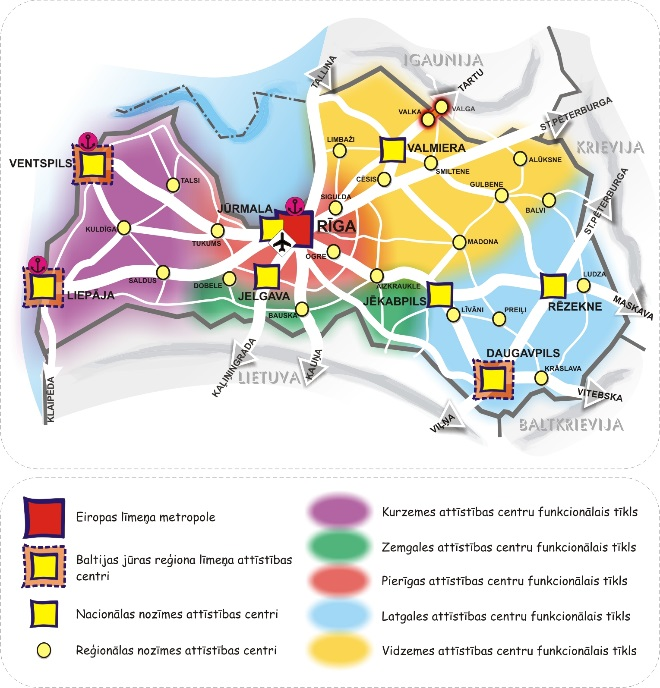 IGAUNIJA
TALLINA
TARTU
VALKA
VALGA
ST.PĒTERBURGA
KRIEVIJA
VENTSPILS
TALSI
LIMBAŽI
VALMIERA
SMILTENE
ALŪKSNE
CĒSIS
GULBENE
BALVI
ST.PĒTERBURGA
JŪRMALA
SIGULDA
RĪGA
KULDĪGA
TUKUMS
OGRE
MADONA
LIEPĀJA
SALDUS
DOBELE
JELGAVA
AIZKRAUKLE
JĒKABPILS
LUDZA
RĒZEKNE
MASKAVA
BAUSKA
LĪVĀNI
PREIĻI
DAUGAVPILS
KRĀSLAVA
KLAIPĒDA
KAĻINIŅGRADA
LIETUVA
KAUŅA
VIĻŅA
VITEBSKA
BALTKRIEVIJA
Eiropas līmeņa metropole
Baltijas jūras reģiona līmeņa attīstības
centri
Nacionālas nozīmes attīstības centri
Reģionālas nozīmes attīstības centri
Kurzemes attīstības centru funkcionālais tīkls
Zemgales attīstības centru funkcionālais tīkls
Pierīgas attīstības centru funkcionālais tīkls
Latgales attīstības centru funkcionālais tīkls
Vidzemes attīstības centru funkcionālais tīkls